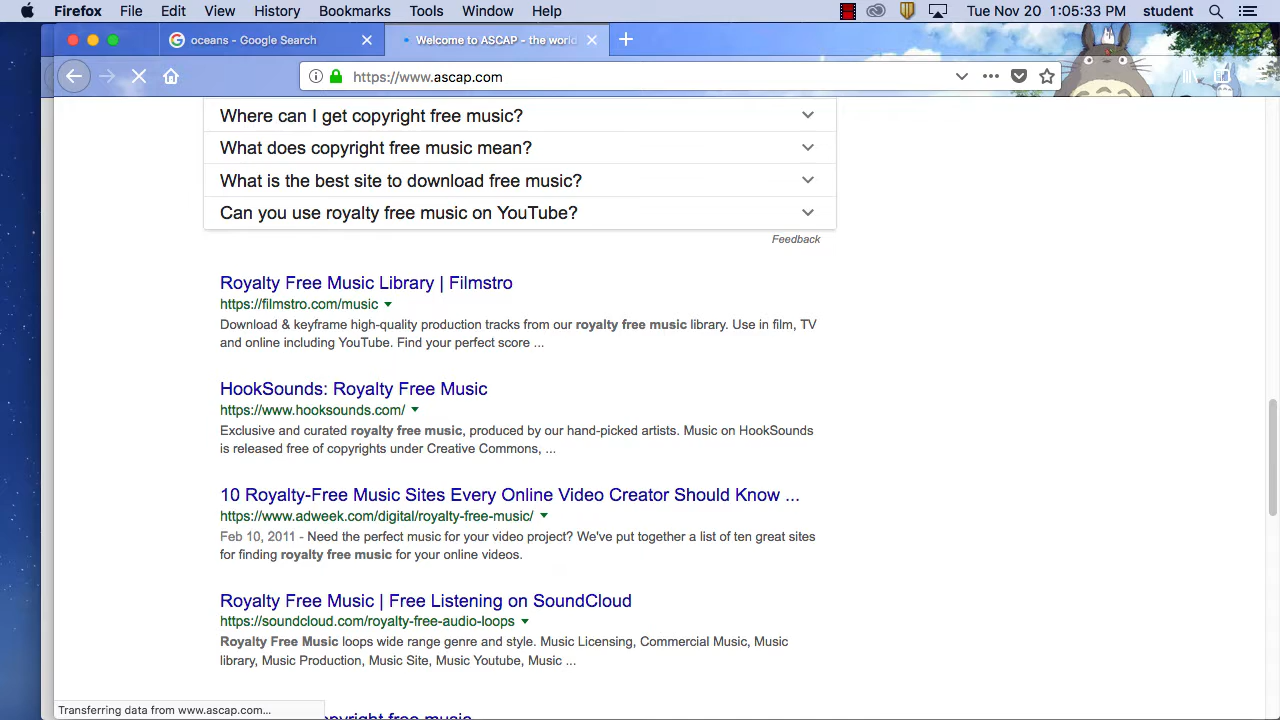 Firefox File Edit View History Bookmarks Tools Window Help Tue Nov 20 1:05:33 PM student
oceans - Google Search Welcome to ASCAP - the world
https://www.ascap.com
Where can I get copyright free music?
What does copyright free music mean?
What is the best site to download free music?
Can you use royalty free music on YouTube?
Feedback
Royalty Free Music Library | Filmstro
https://filmstro.com/music
Download & keyframe high-quality production tracks from our royalty free music library. Use in film, TV
and online including YouTube. Find your perfect score ...
HookSounds: Royalty Free Music
https://www.hooksounds.com/
Exclusive and curated royalty free music, produced by our hand-picked artists. Music on HookSounds
is released free of copyrights under Creative Commons, ...
10 Royalty-Free Music Sites Every Online Video Creator Should Know ...
https://www.adweek.com/digital/royalty-free-music/
Feb 10, 2011 - Need the perfect music for your video project? We've put together a list of ten great sites
for finding royalty free music for your online videos.
Royalty Free Music | Free Listening on SoundCloud
https://soundcloud.com/royalty-free-audio-loops
Royalty Free Music loops wide range genre and style. Music Licensing, Commercial Music, Music
library, Music Production, Music Site, Music Youtube, Music ...
Transferring data from www.ascap.com...
free music